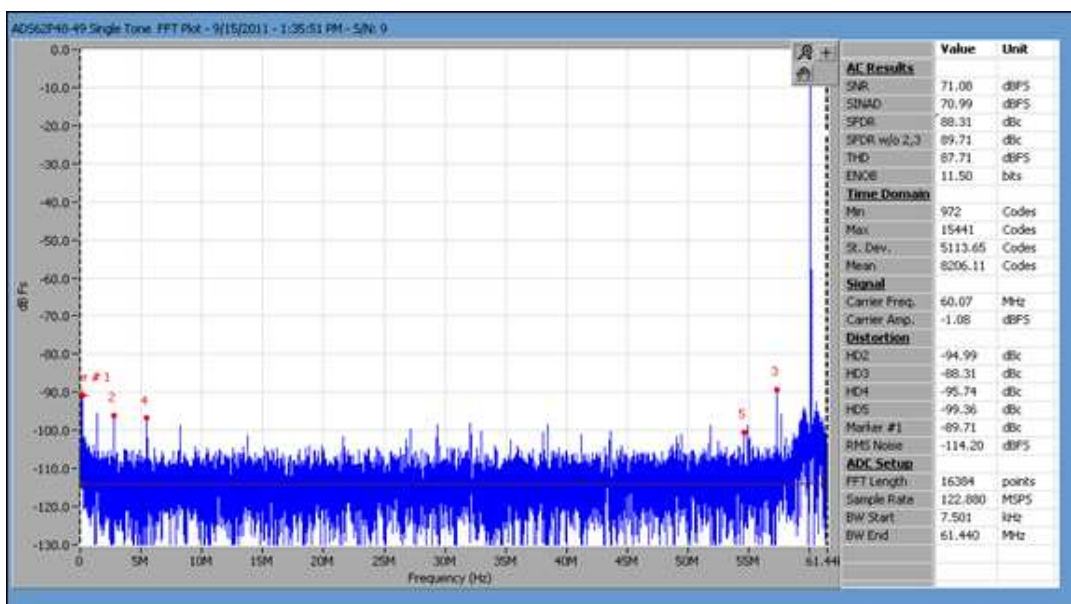 ADS62P48-49 Single Tone FFT Plot - 9/15/2011 - 1:35:51 PM - S/N: 9
Value Unit
AC Results
SNR 71.08 dBFS
SINAD 70.99 dBFS
SFDR 88.31 dBc
SFDR w/o 2,3 89.71 dBc
THD 87.71 dBFS
ENOB 11.50 bits
Time Domain
Min 972 Codes
Max 15441 Codes
St. Dev. 5113.65 Codes
Mean 8206.11 Codes
Signal
Carrier Freq. 60.07 MHz
Carrier Amp. -1.08 dBFS
Distortion
HD2 -94.99 dBc
HD3 -88.31 dBc
HD4 -95.74 dBc
HD5 -99.36 dBc
Marker #1 -89.71 dBc
RMS Noise -114.20 dBFS
ADC Setup
FFT Length 16384 points
Sample Rate 122.880 MSPS
BW Start 7.501 kHz
BW End 61.440 MHz
dB Fs
0.0
-10.0
-20.0
-30.0
-40.0
-50.0
-60.0
-70.0
-80.0
-90.0
-100.0
-110.0
-120.0
-130.0
r #1
2
4
5
3
0 5M 10M 15M 20M 25M 30M 35M 40M 45M 50M 55M 61.44
Frequency (Hz)